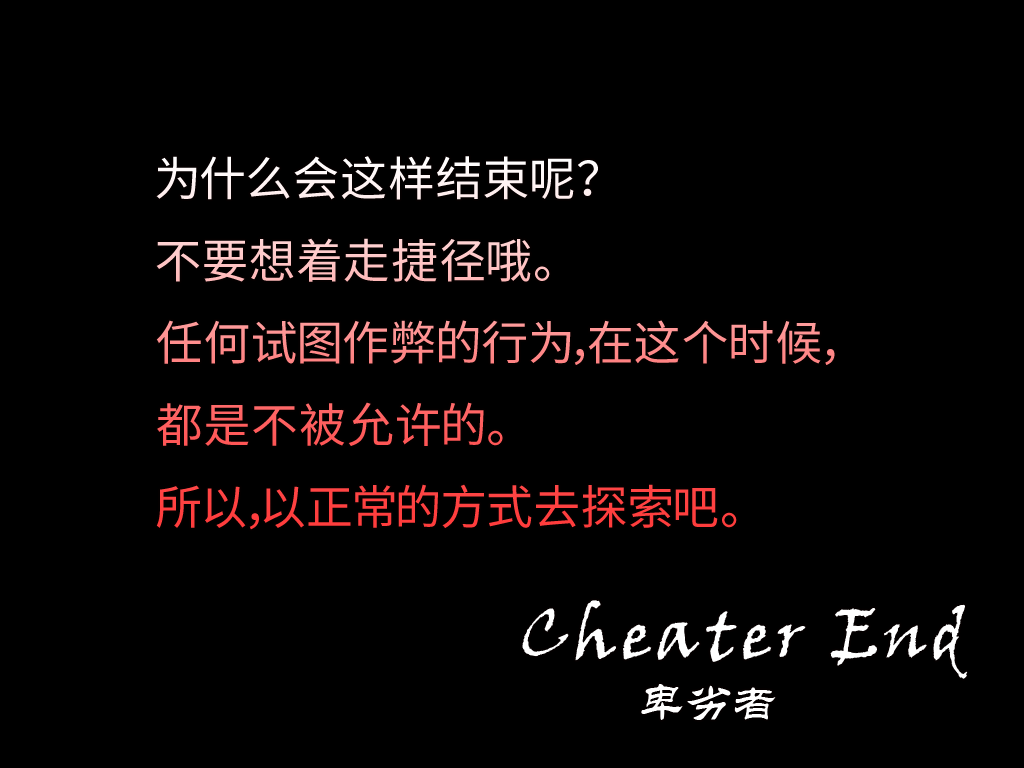 为什么会这样结束呢?
不要想着走捷径哦。
任何试图作弊的行为,在这个时候,
都是不被允许的。
所以,以正常的方式去探索吧。
Cheater End
卑劣者